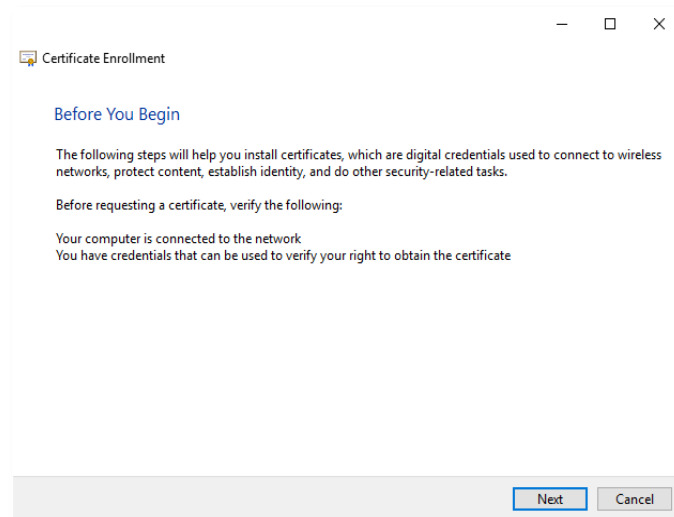 Certificate Enrollment
Before You Begin
The following steps will help you install certificates, which are digital credentials used to connect to wireless
networks, protect content, establish identity, and do other security-related tasks.
Before requesting a certificate, verify the following:
Your computer is connected to the network
You have credentials that can be used to verify your right to obtain the certificate
Next
Cancel